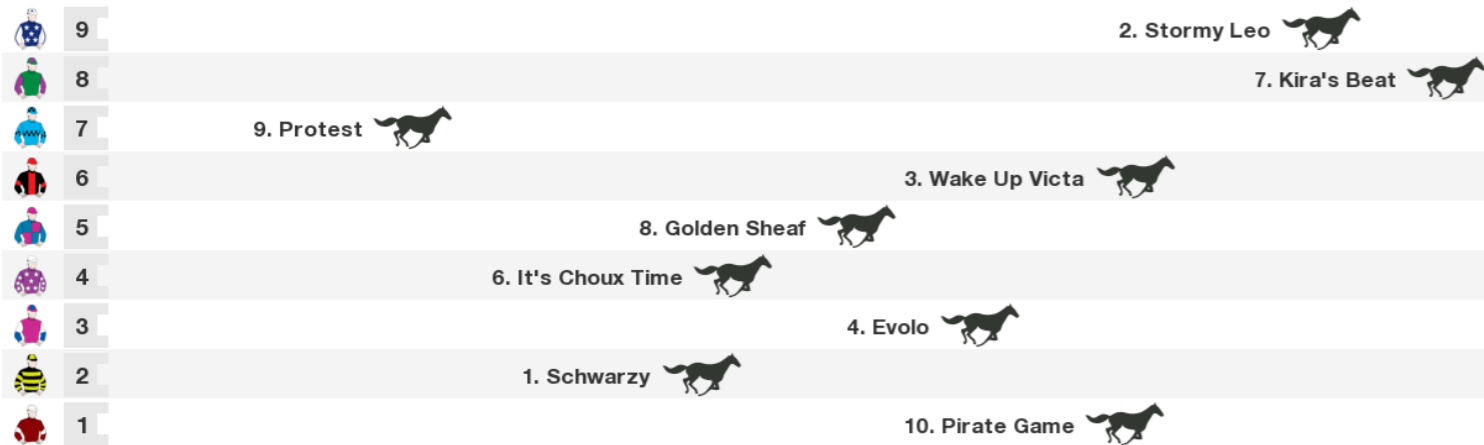 9 2. Stormy Leo
8 7. Kira's Beat
7 9. Protest
6 3. Wake Up Victa
5 8. Golden Sheaf
4 6. It's Choux Time
3 4. Evolo
2 1. Schwarzy
1 10. Pirate Game